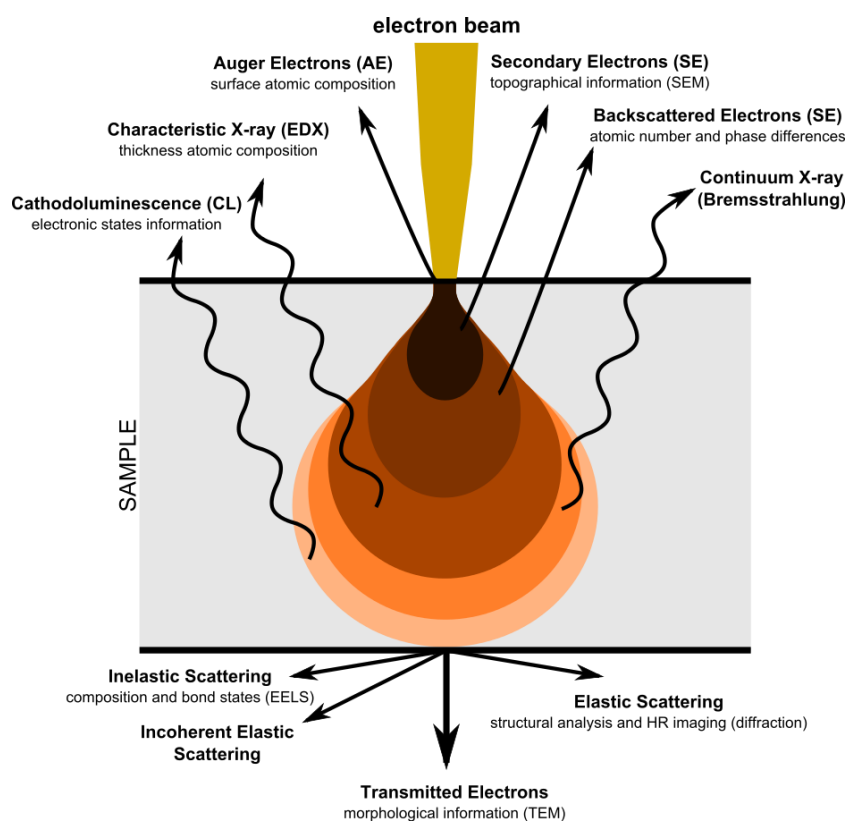 electron beam
Auger Electrons (AE)
surface atomic composition
Secondary Electrons (SE)
topographical information (SEM)
Characteristic X-ray (EDX)
thickness atomic composition
Backscattered Electrons (SE)
atomic number and phase differences
Cathodoluminescence (CL)
electronic states information
Continuum X-ray
(Bremsstrahlung)
SAMPLE
Inelastic Scattering
composition and bond states (EELS)
Incoherent Elastic
Scattering
Elastic Scattering
structural analysis and HR imaging (diffraction)
Transmitted Electrons
morphological information (TEM)